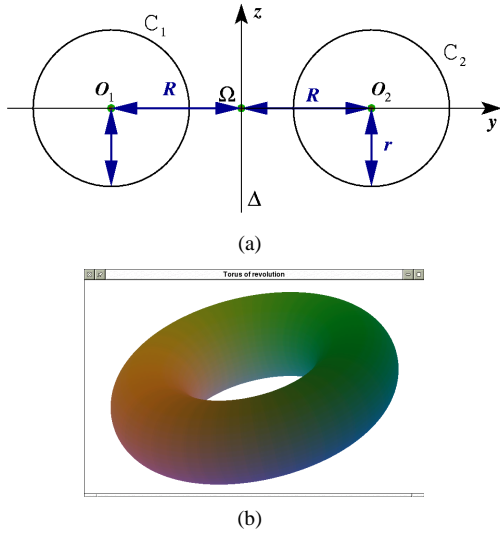 z
C₁
C₂
O₁ R Ω R O₂
y
r
Δ
(a)
Torus of revolution
(b)